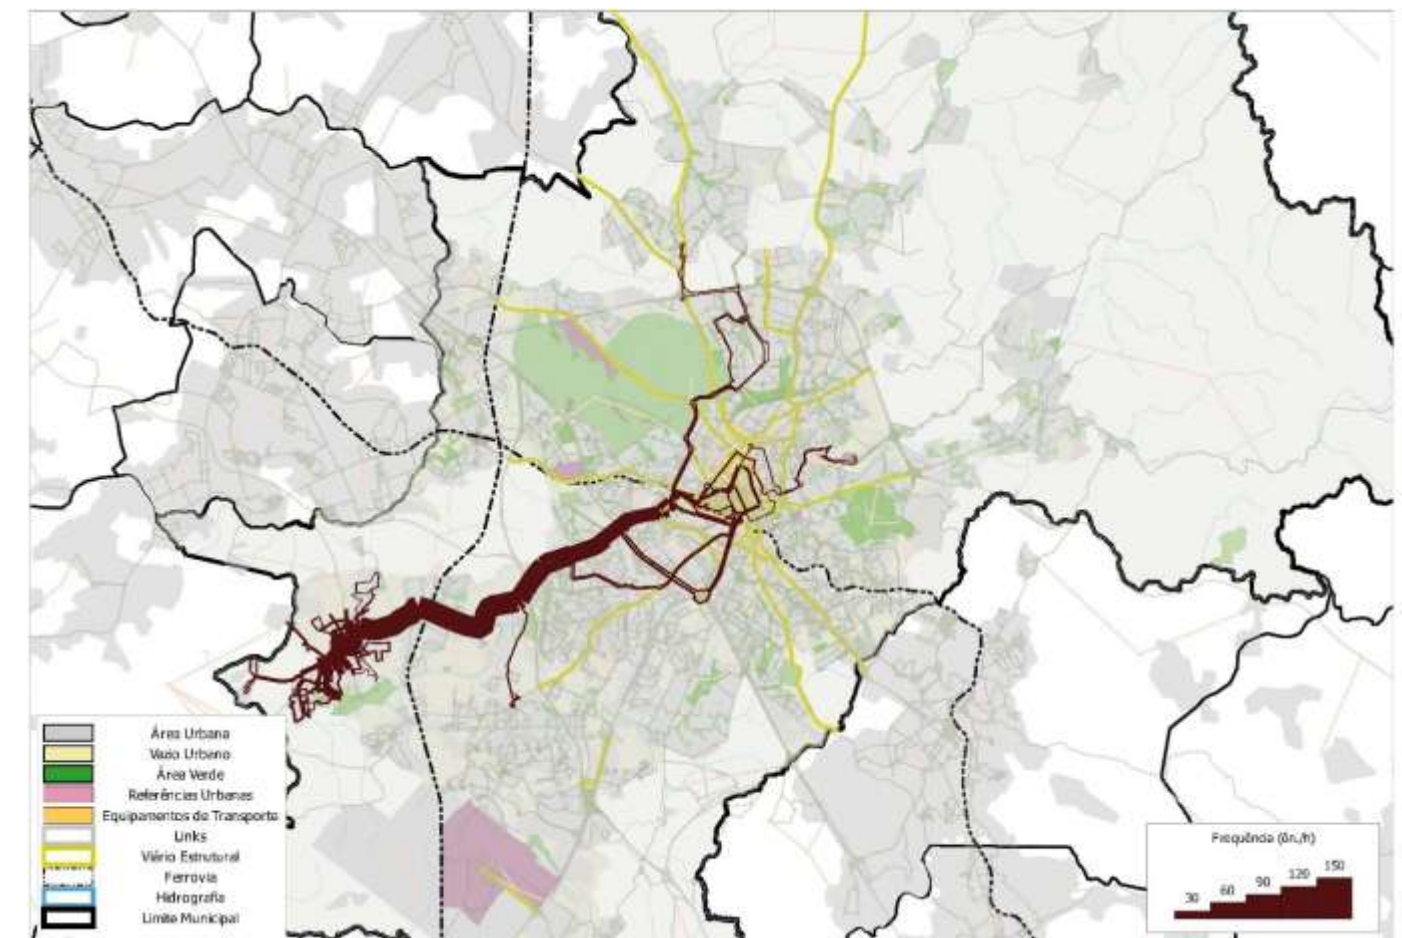 Área Urbana
Vazio Urbano
Área Verde
Referências Urbanas
Equipamentos de Transporte
Links
Viário Estrutural
Ferrovia
Hidrografia
Limite Municipal
Frequência (ôn./h)
30 60 90 120 150